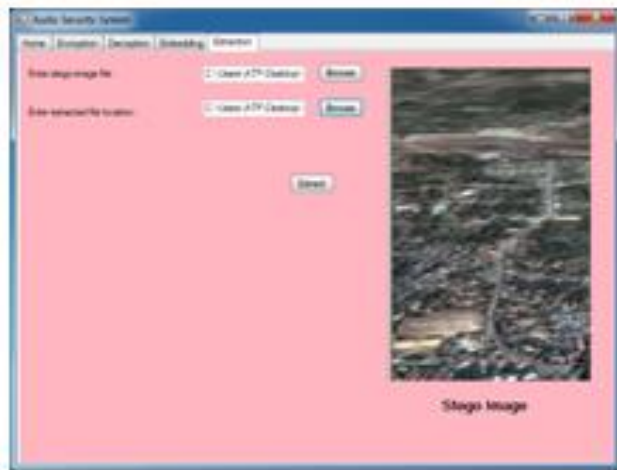 Audio Security System
Home Encryption Decryption Embedding Extraction
Enter stego image file: C:\Users\ATP\Desktop Browse
Enter extracted file location: C:\Users\ATP\Desktop Browse
Extract
Stego Image